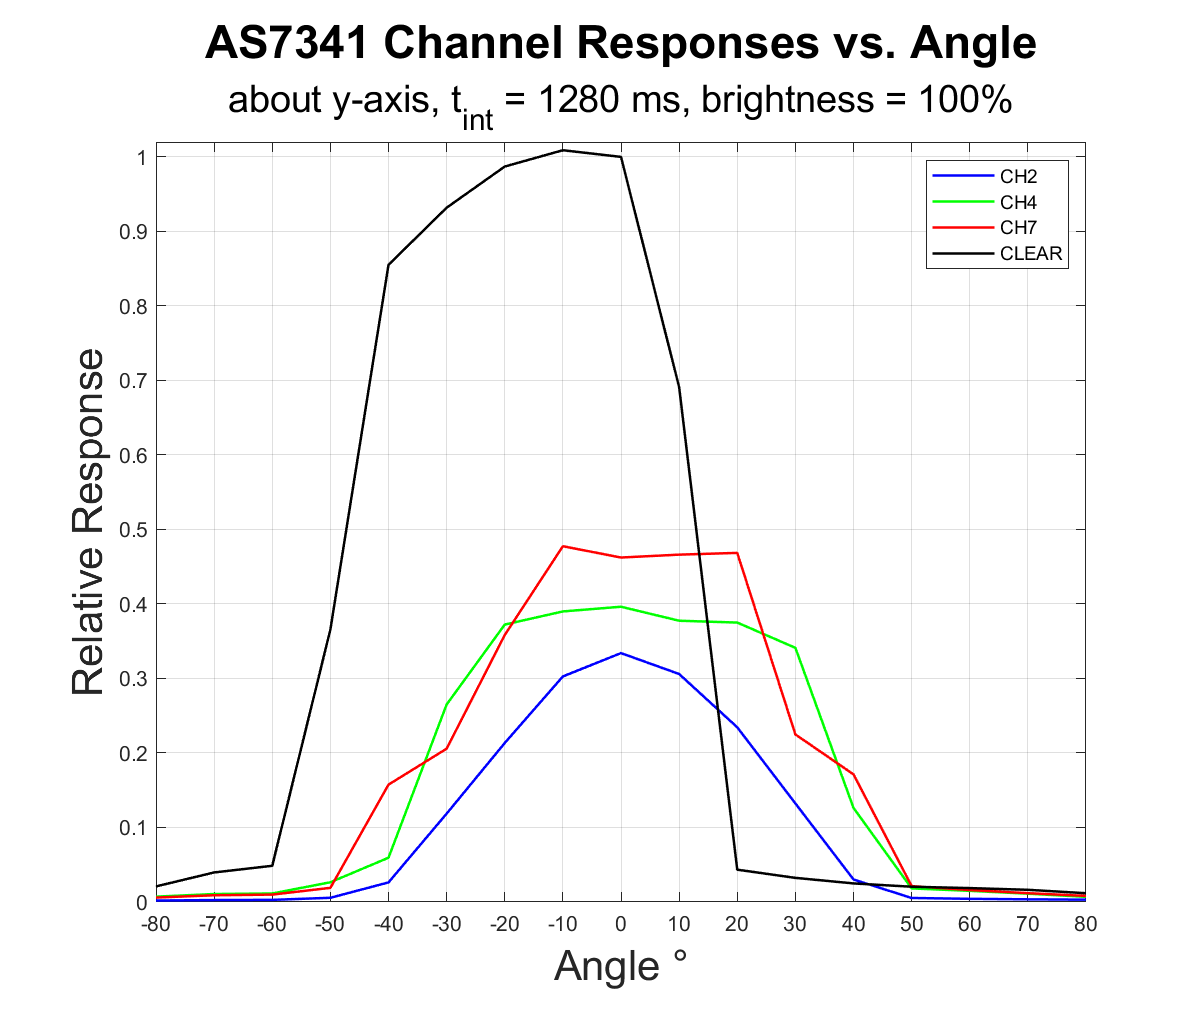 AS7341 Channel Responses vs. Angle
about y-axis, t_int = 1280 ms, brightness = 100%
CH2
CH4
CH7
CLEAR
Relative Response
1
0.9
0.8
0.7
0.6
0.5
0.4
0.3
0.2
0.1
0
-80 -70 -60 -50 -40 -30 -20 -10 0 10 20 30 40 50 60 70 80
Angle °